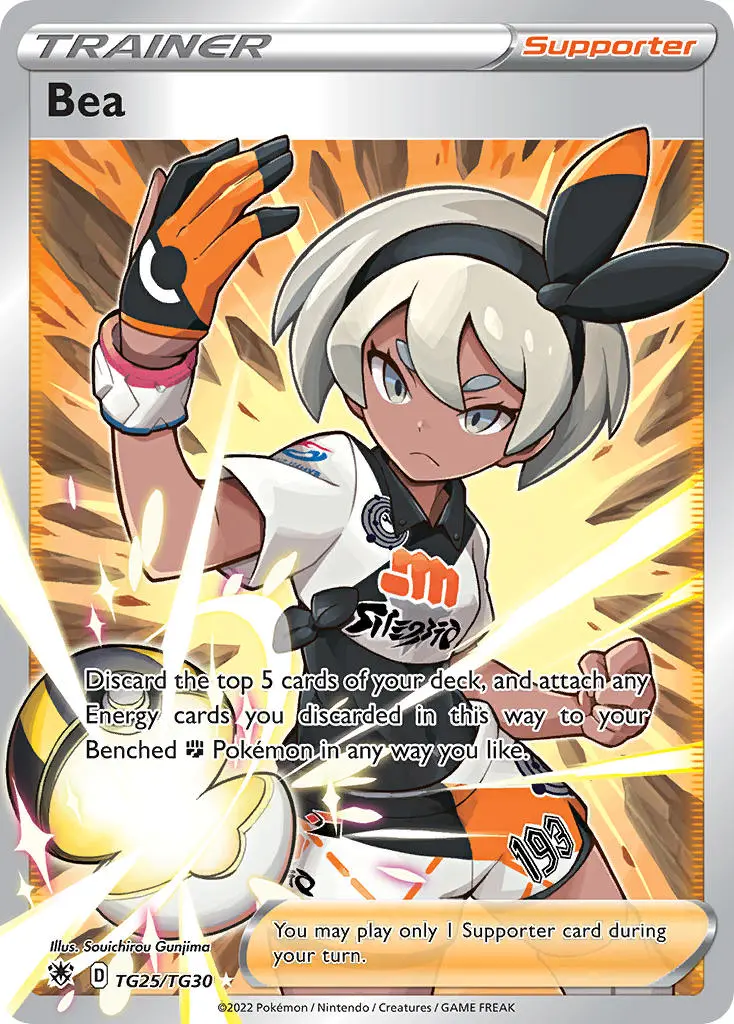 TRAINER
Supporter
Bea
Discard the top 5 cards of your deck, and attach any
Energy cards you discarded in this way to your
Benched Pokémon in any way you like.
193
You may play only 1 Supporter card during
your turn.
Illus. Souichirou Gunjima
D TG25/TG30
©2022 Pokémon / Nintendo / Creatures / GAME FREAK